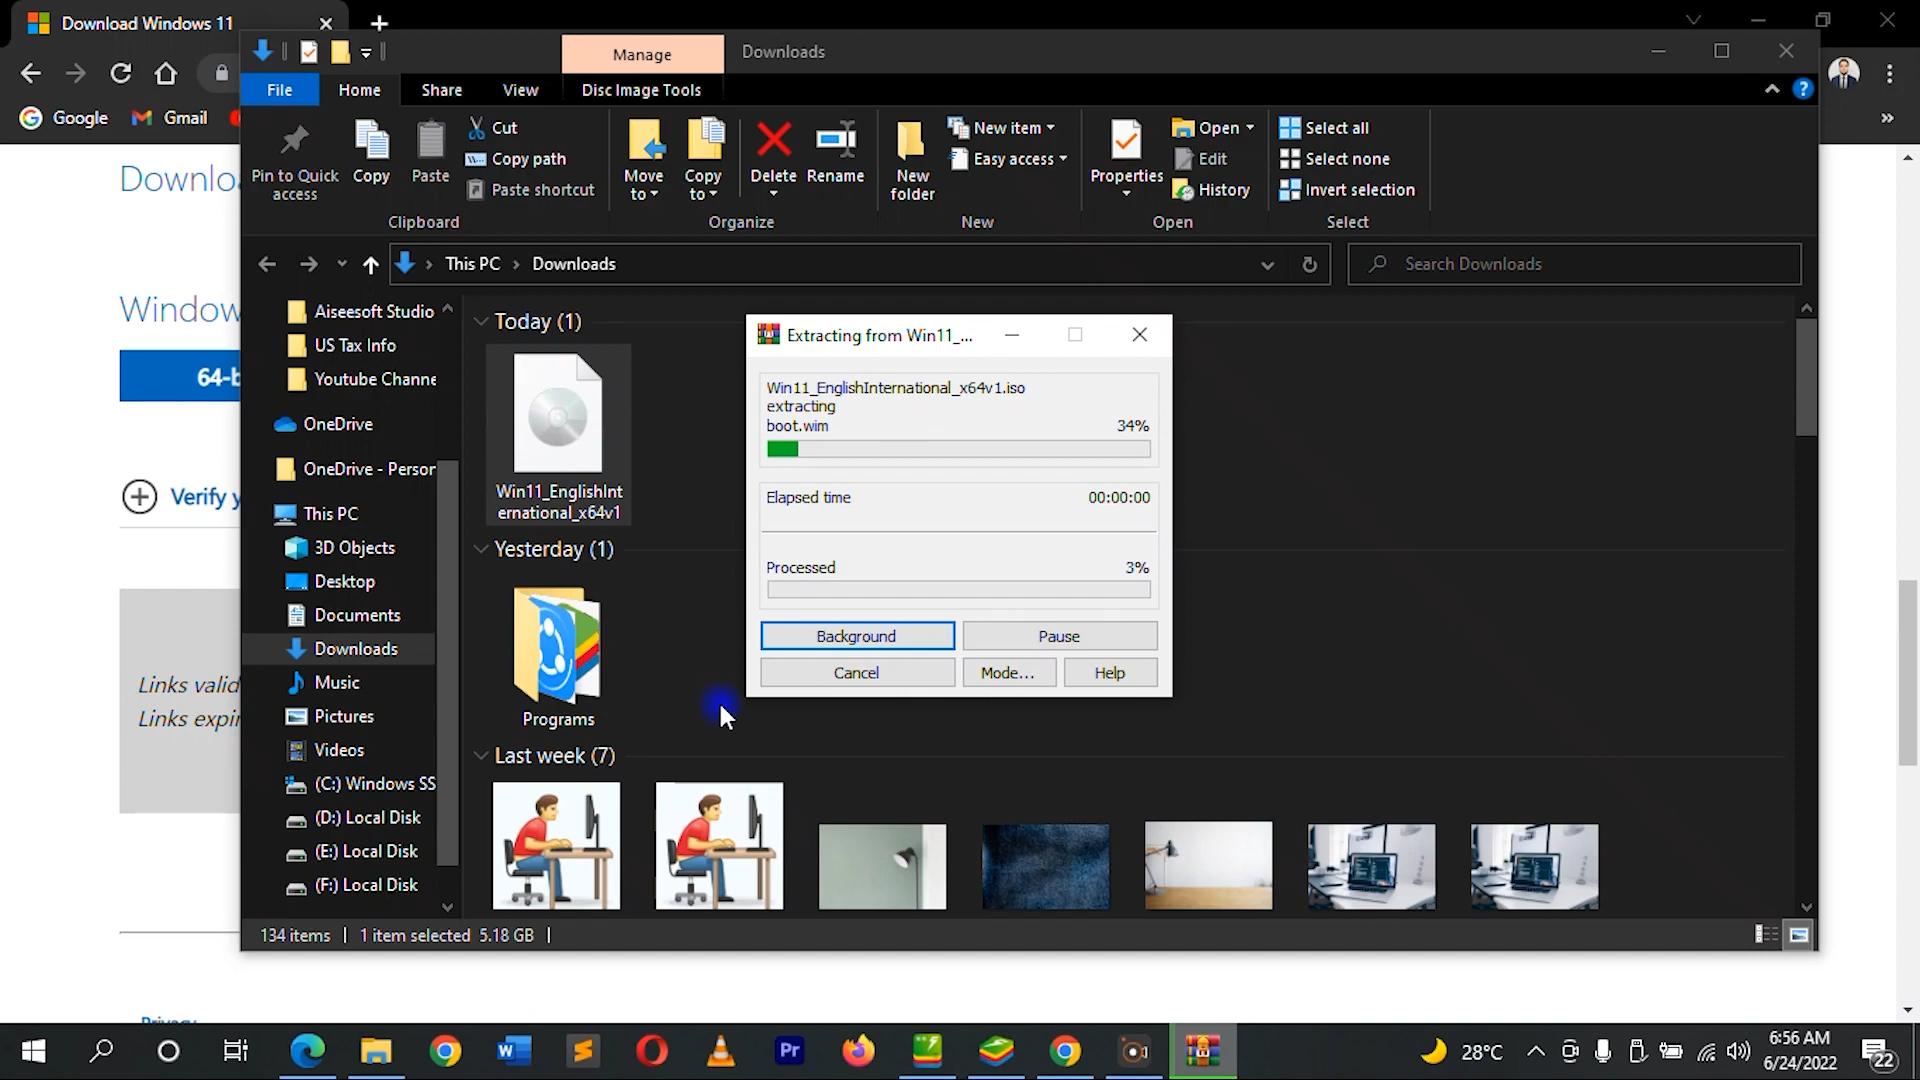 Download Windows 11
Manage
Downloads
File
Home
Share
View
Disc Image Tools
Google
Gmail
Pin to Quick
access
Copy
Paste
Cut
Copy path
Paste shortcut
Clipboard
Move
to
Copy
to
Delete
Rename
Organize
New
folder
New item
Easy access
New
Properties
Open
Edit
History
Open
Select all
Select none
Invert selection
Select
This PC
Downloads
Search Downloads
Downlo
Window
64-b
Verify y
Links valid
Links expi
Aiseesoft Studio
US Tax Info
Youtube Channe
OneDrive
OneDrive - Person
This PC
3D Objects
Desktop
Documents
Downloads
Music
Pictures
Videos
(C:) Windows SS
(D:) Local Disk
(E:) Local Disk
(F:) Local Disk
Today (1)
Win11_EnglishInt
ernational_x64v1
Yesterday (1)
Programs
Last week (7)
Extracting from Win11_...
Win11_EnglishInternational_x64v1.iso
extracting
boot.wim
34%
Elapsed time
00:00:00
Processed
3%
Background
Pause
Cancel
Mode...
Help
134 items
1 item selected 5.18 GB
Privacy
Pr
28°C
6:56 AM
6/24/2022
22